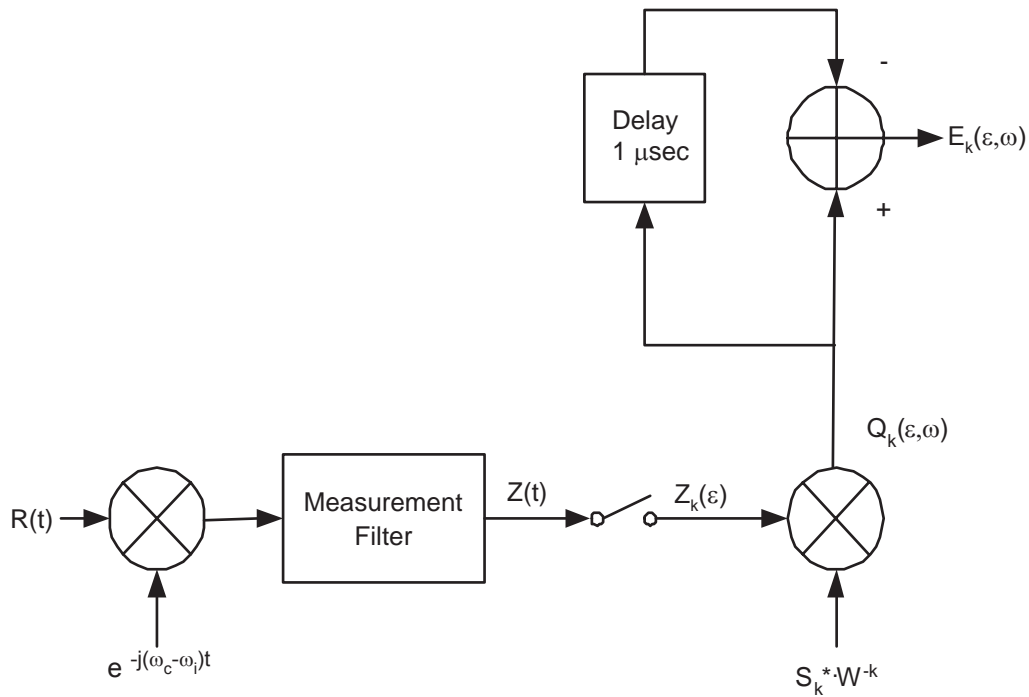 -
Delay
1 μsec
E_k(ε,ω)
+
Q_k(ε,ω)
R(t)
Measurement
Filter
Z(t)
Z_k(ε)
e^{-j(ω_c-ω_i)t}
S_k*·W^{-k}